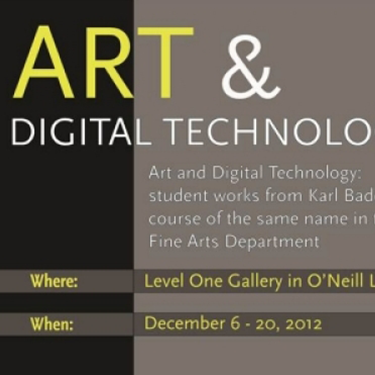 ART &
DIGITAL TECHNOLO
Art and Digital Technology:
student works from Karl Bad
course of the same name in
Fine Arts Department
Where: Level One Gallery in O'Neill L
When: December 6 - 20, 2012